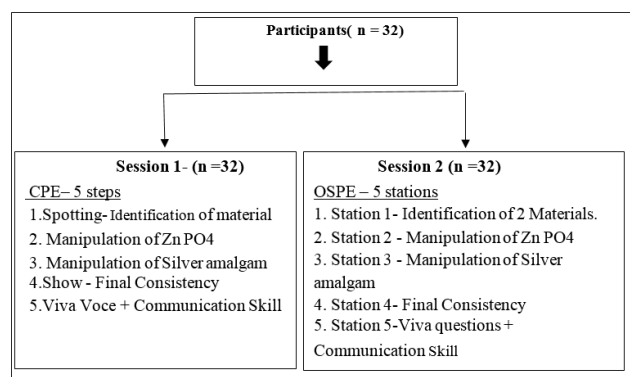 Participants( n = 32)
Session 1- (n =32)
CPE– 5 steps
1.Spotting- Identification of material
2. Manipulation of Zn PO4
3. Manipulation of Silver amalgam
4.Show - Final Consistency
5.Viva Voce + Communication Skill
Session 2 (n =32)
OSPE – 5 stations
1. Station 1- Identification of 2 Materials.
2. Station 2 - Manipulation of Zn PO4
3. Station 3 - Manipulation of Silver
amalgam
4. Station 4- Final Consistency
5. Station 5-Viva questions +
Communication Skill